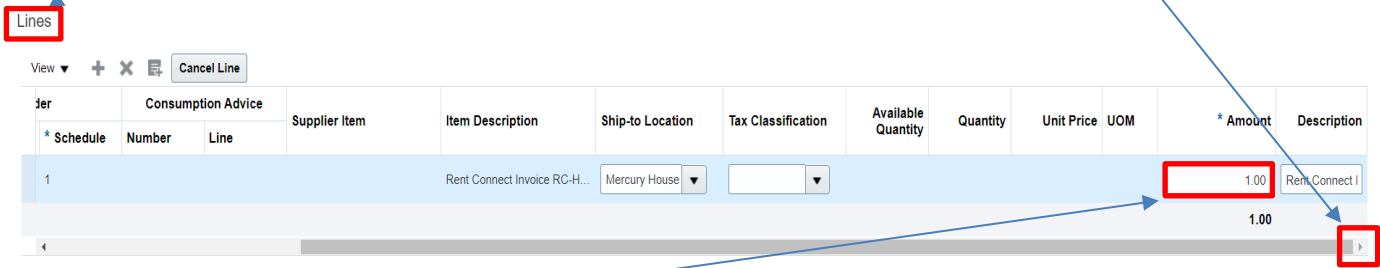 Lines
View ▼ Cancel Line
der Consumption Advice
* Schedule Number Line Supplier Item Item Description Ship-to Location Tax Classification Available Quantity Quantity Unit Price UOM * Amount Description
1 Rent Connect Invoice RC-H... Mercury House 1.00 Rent Connect I
1.00